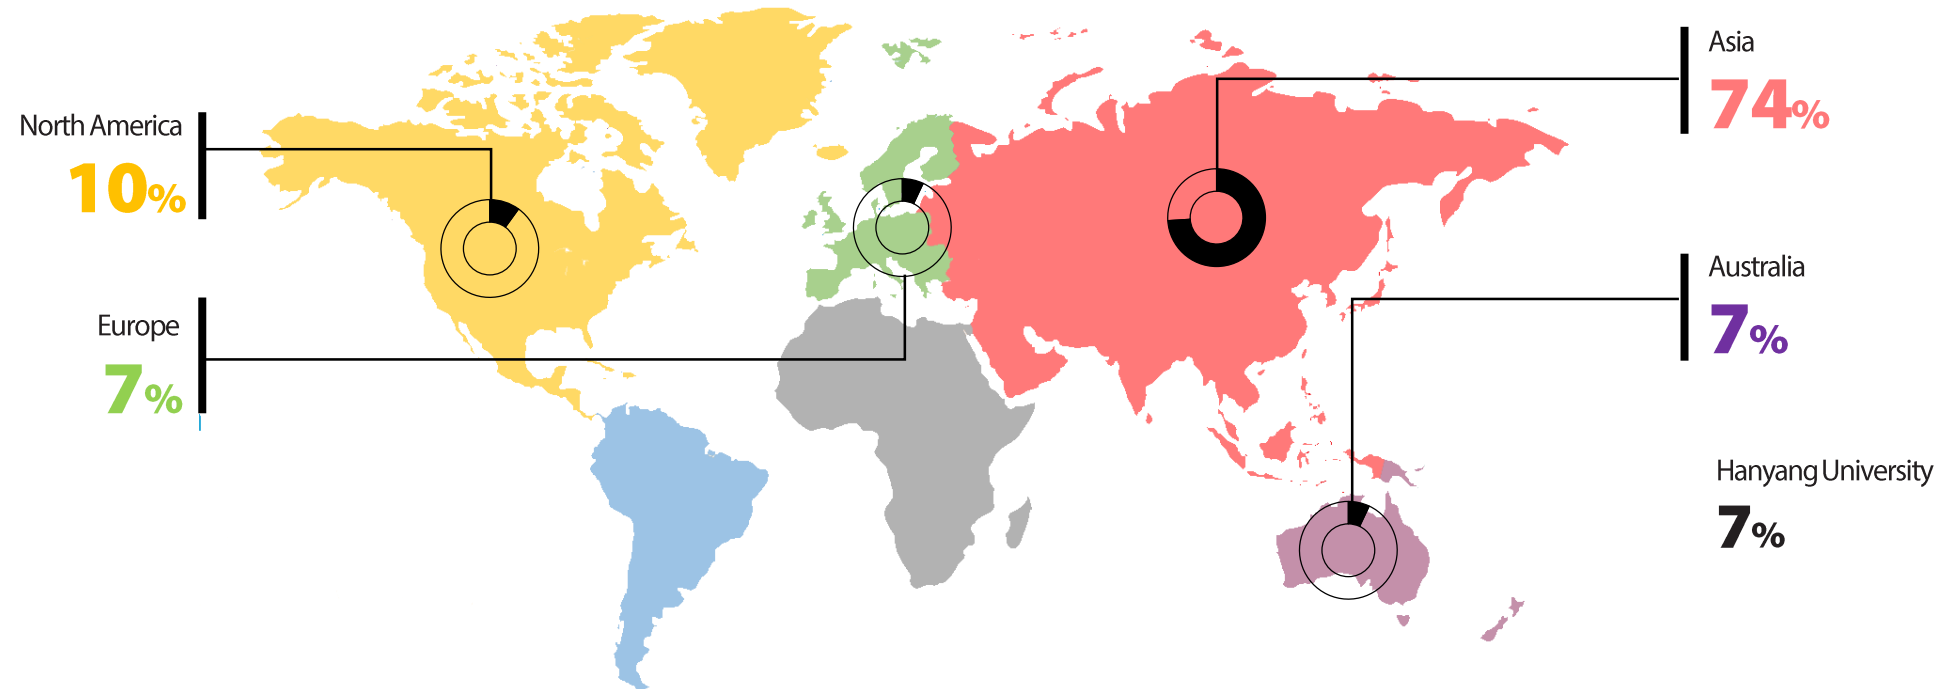 North America
10%
Europe
7%
Asia
74%
Australia
7%
Hanyang University
7%